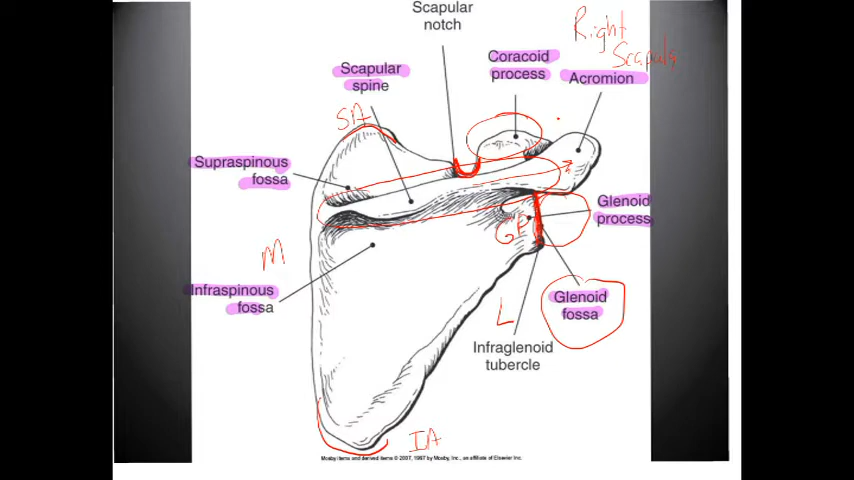 Scapular
notch
Right
Scapula
Coracoid
process
Acromion
Scapular
spine
SA
Supraspinous
fossa
Glenoid
process
GF
M
Infraspinous
fossa
Glenoid
fossa
L
Infraglenoid
tubercle
IA
Mosby items and derived items © 2007, 1997 by Mosby, Inc., an affiliate of Elsevier Inc.